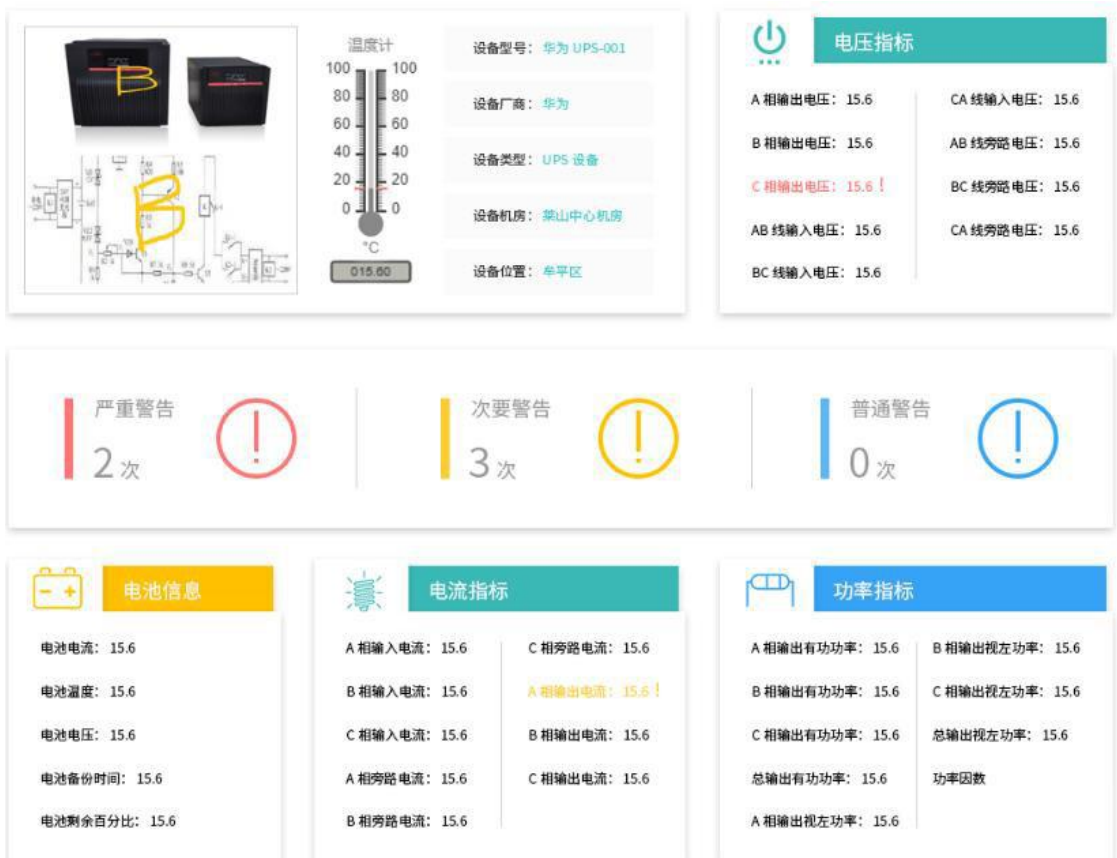 B
B
温度计
100 100
80 80
60 60
40 40
20 20
0 0
°C
015.60
设备型号： 华为 UPS-001
设备厂商： 华为
设备类型： UPS 设备
设备机房： 莱山中心机房
设备位置： 牟平区
电压指标
A 相输出电压： 15.6
B 相输出电压： 15.6
C 相输出电压： 15.6 !
AB 线输入电压： 15.6
BC 线输入电压： 15.6
CA 线输入电压： 15.6
AB 线旁路电压： 15.6
BC 线旁路电压： 15.6
CA 线旁路电压： 15.6
严重警告
2 次
次要警告
3 次
普通警告
0 次
电池信息
电池电流： 15.6
电池温度： 15.6
电池电压： 15.6
电池备份时间： 15.6
电池剩余百分比： 15.6
电流指标
A 相输入电流： 15.6
B 相输入电流： 15.6
C 相输入电流： 15.6
A 相旁路电流： 15.6
B 相旁路电流： 15.6
C 相旁路电流： 15.6
A 相输出电流： 15.6 !
B 相输出电流： 15.6
C 相输出电流： 15.6
功率指标
A 相输出有功功率： 15.6
B 相输出有功功率： 15.6
C 相输出有功功率： 15.6
总输出有功功率： 15.6
A 相输出视左功率： 15.6
B 相输出视左功率： 15.6
C 相输出视左功率： 15.6
总输出视左功率： 15.6
功率因数